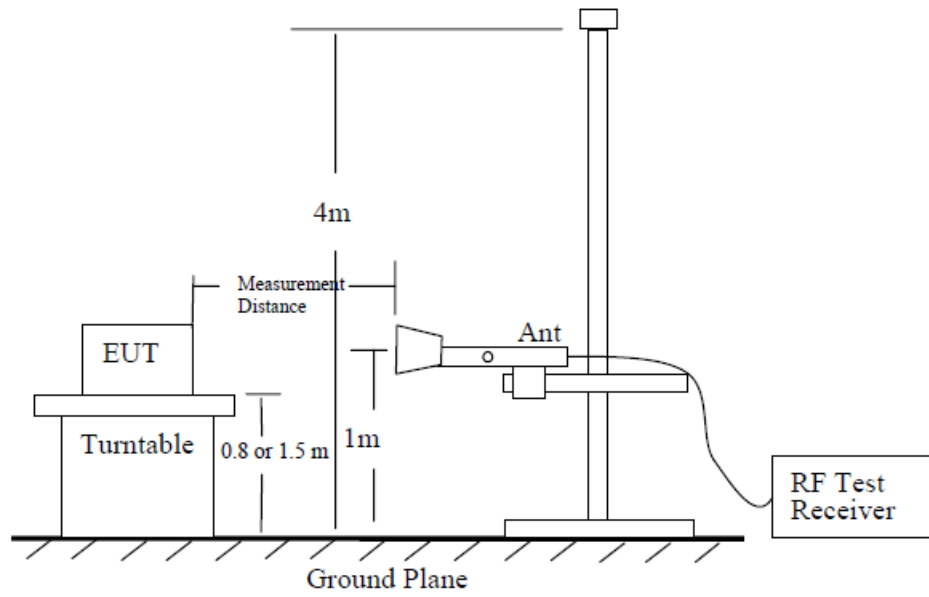 4m
Measurement
Distance
Ant
EUT
1m
Turntable
0.8 or 1.5 m
RF Test
Receiver
Ground Plane